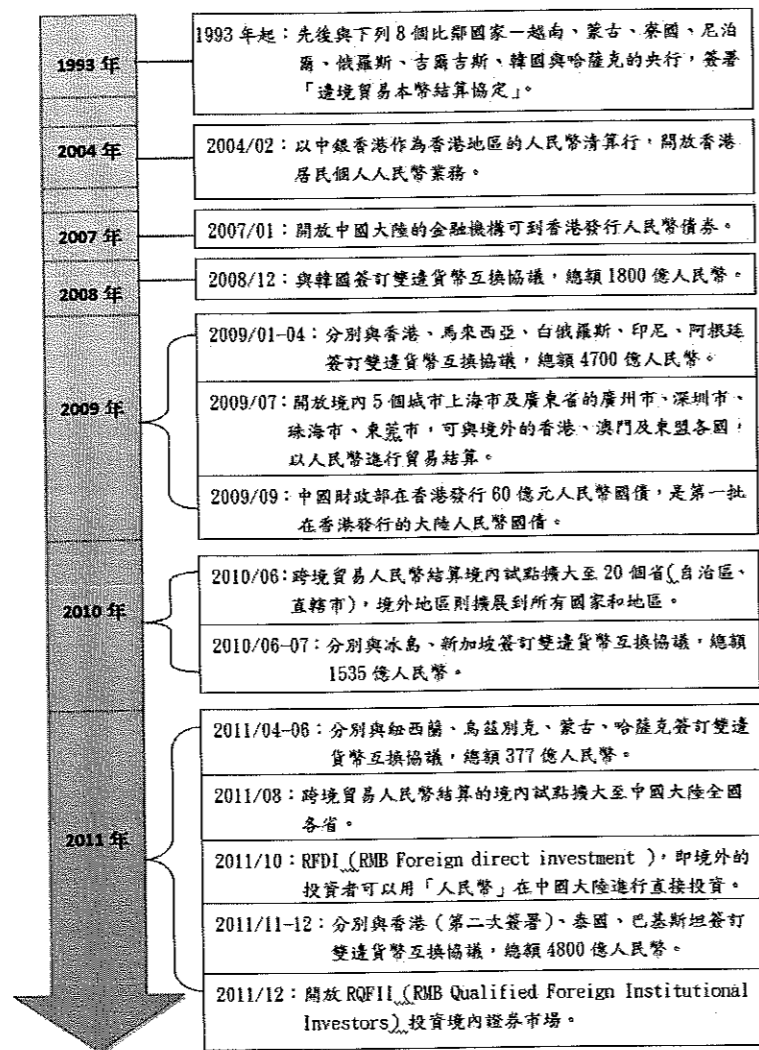 1993 年
1993 年起：先後與下列 8 個比鄰國家－越南、蒙古、寮國、尼泊
爾、俄羅斯、吉爾吉斯、韓國與哈薩克的央行，簽署
「邊境貿易本幣結算協定」。
2004 年
2004/02：以中銀香港作為香港地區的人民幣清算行，開放香港
居民個人人民幣業務。
2007 年
2007/01：開放中國大陸的金融機構可到香港發行人民幣債券。
2008 年
2008/12：與韓國簽訂雙邊貨幣互換協議，總額 1800 億人民幣。
2009 年
2009/01-04：分別與香港、馬來西亞、白俄羅斯、印尼、阿根廷
簽訂雙邊貨幣互換協議，總額 4700 億人民幣。
2009/07：開放境內 5 個城市上海市及廣東省的廣州市、深圳市、
珠海市、東莞市，可與境外的香港、澳門及東盟各國，
以人民幣進行貿易結算。
2009/09：中國財政部在香港發行 60 億元人民幣國債，是第一批
在香港發行的大陸人民幣國債。
2010 年
2010/06：跨境貿易人民幣結算境內試點擴大至 20 個省(自治區、
直轄市)，境外地區則擴展到所有國家和地區。
2010/06-07：分別與冰島、新加坡簽訂雙邊貨幣互換協議，總額
1535 億人民幣。
2011 年
2011/04-06：分別與紐西蘭、烏茲別克、蒙古、哈薩克簽訂雙邊
貨幣互換協議，總額 377 億人民幣。
2011/08：跨境貿易人民幣結算的境內試點擴大至中國大陸全國
各省。
2011/10：RFDI (RMB Foreign direct investment )，即境外的
投資者可以用「人民幣」在中國大陸進行直接投資。
2011/11-12：分別與香港（第二次簽署）、泰國、巴基斯坦簽訂
雙邊貨幣互換協議，總額 4800 億人民幣。
2011/12：開放 RQFII (RMB Qualified Foreign Institutional
Investors) 投資境內證券市場。